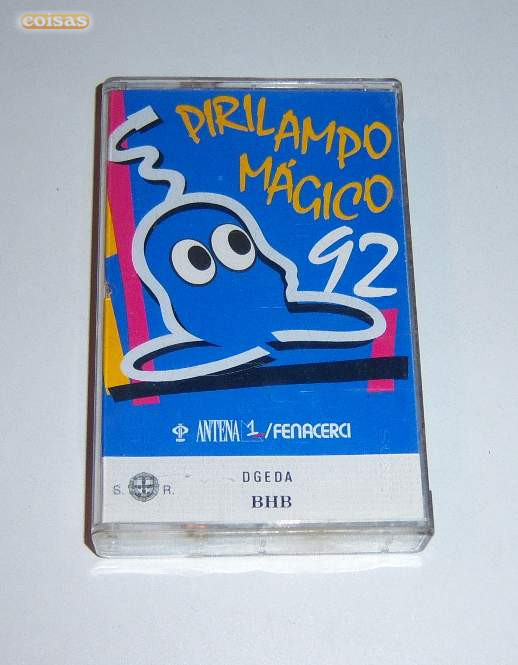 coisas
PIRILAMPO
MÁGICO
92
ANTENA 1/FENACERCI
S. R.
DGEDA
BHB